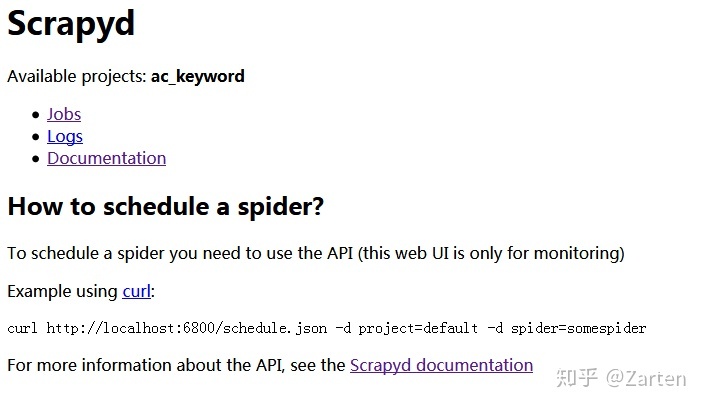 Scrapyd
Available projects: ac_keyword
Jobs
Logs
Documentation
How to schedule a spider?
To schedule a spider you need to use the API (this web UI is only for monitoring)
Example using curl:
curl http://localhost:6800/schedule.json -d project=default -d spider=somespider
For more information about the API, see the Scrapyd documentation
知乎 @Zarten